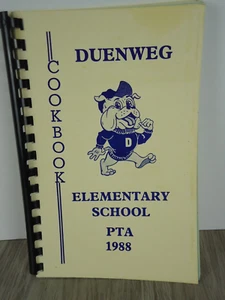 COOKBOOK
DUENWEG
D
ELEMENTARY
SCHOOL
PTA
1988